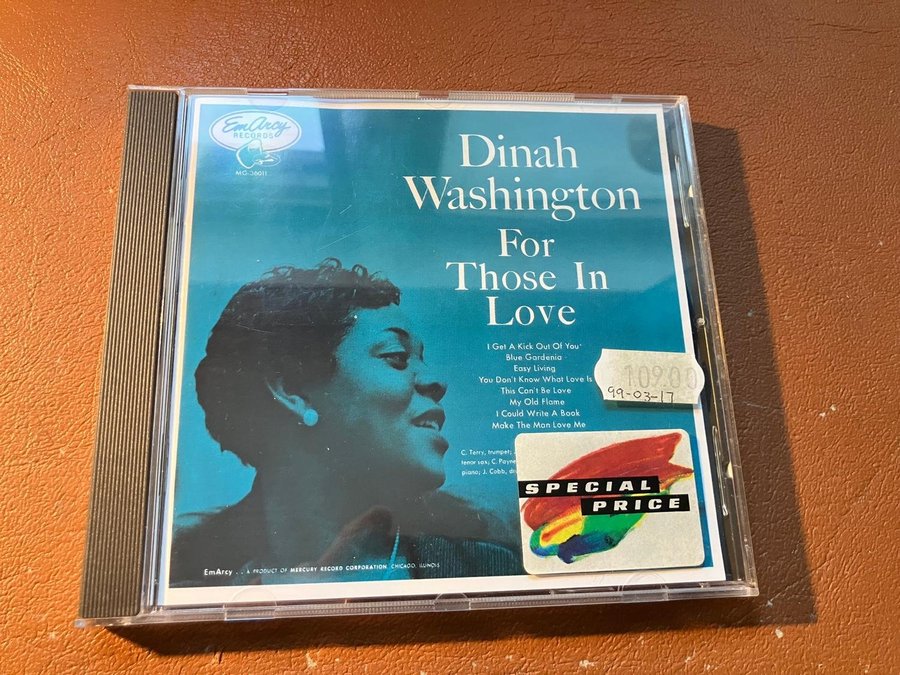 EmArcy
RECORDS
MG-36011
Dinah
Washington
For
Those In
Love
I Get A Kick Out Of You
Blue Gardenia
Easy Living
You Don't Know What Love Is
This Can't Be Love
My Old Flame
I Could Write A Book
Make The Man Love Me
109.00
99-03-17
C. Terry, trumpet;
tenor sax; C. Payne
piano; J. Cobb,
SPECIAL
PRICE
EmArcy . . . A PRODUCT OF MERCURY RECORD CORPORATION, CHICAGO, ILLINOIS